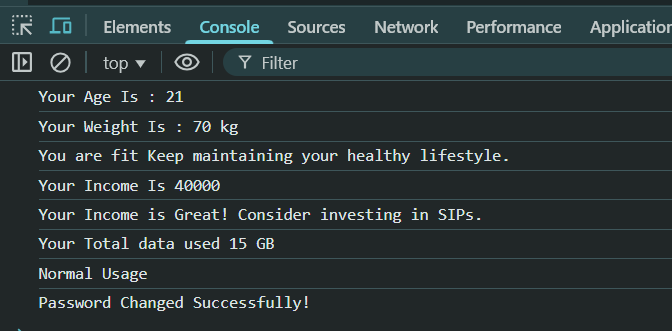 Elements Console Sources Network Performance Application
top Filter
Your Age Is : 21
Your Weight Is : 70 kg
You are fit Keep maintaining your healthy lifestyle.
Your Income Is 40000
Your Income is Great! Consider investing in SIPs.
Your Total data used 15 GB
Normal Usage
Password Changed Successfully!